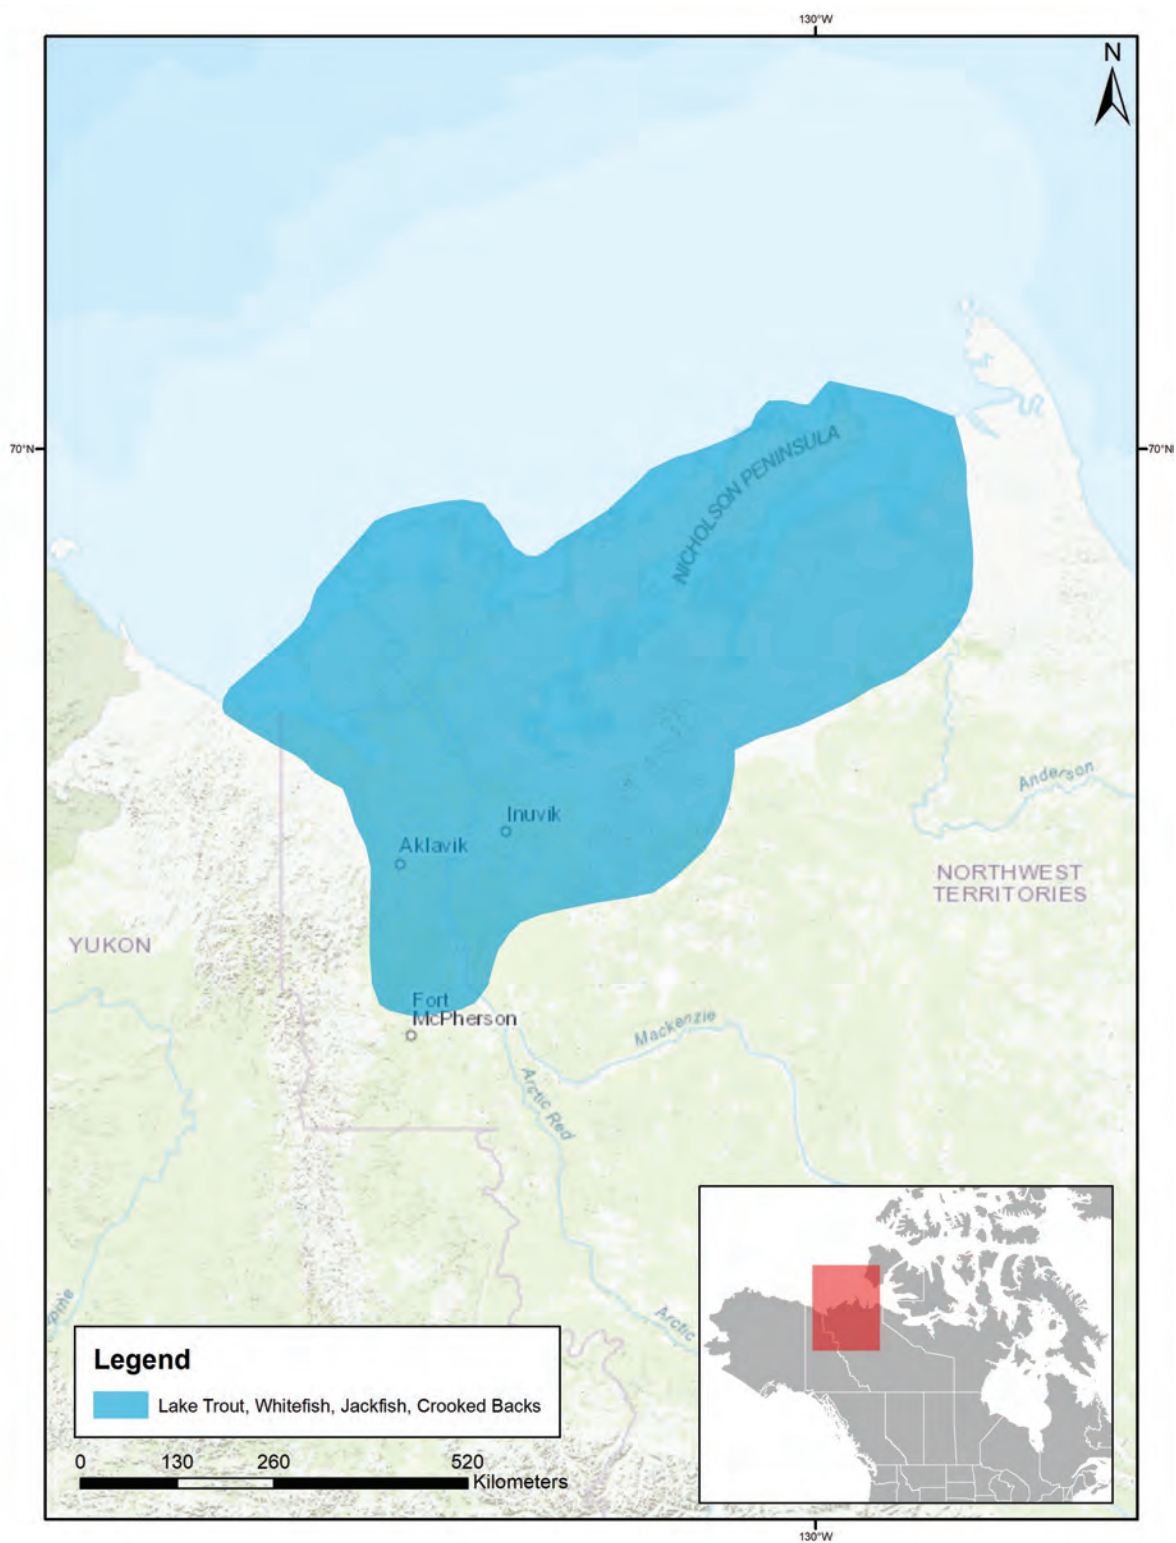 130°W
N
70°N
70°N
NICHOLSON PENINSULA
Inuvik
Aklavik
Anderson
NORTHWEST
TERRITORIES
YUKON
Fort
McPherson
Mackenzie
Arctic Red
Arctic
Legend
Lake Trout, Whitefish, Jackfish, Crooked Backs
0 130 260 520
Kilometers
130°W